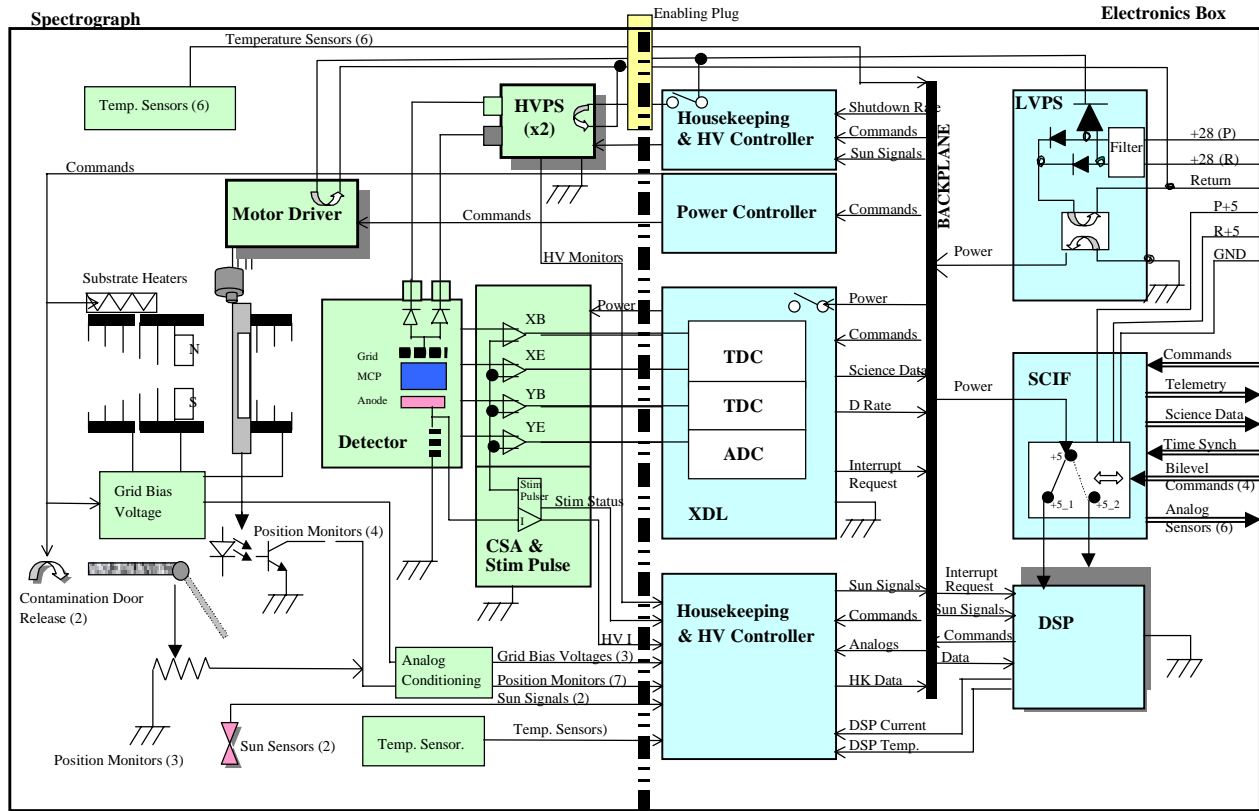 Spectrograph
Enabling Plug
Electronics Box
Temperature Sensors (6)
Temp. Sensors (6)
HVPS
(x2)
Housekeeping
& HV Controller
Shutdown Rate
Commands
Sun Signals
BACKPLANE
LVPS
Filter
+28 (P)
+28 (R)
Return
P+5
R+5
GND
Commands
Motor Driver
Commands
Power Controller
Commands
Power
HV Monitors
Substrate Heaters
N
S
Grid
MCP
Anode
Detector
XB
XE
YB
YE
Power
TDC
TDC
ADC
XDL
Power
Commands
Science Data
D Rate
Interrupt
Request
Power
SCIF
+5
+5_1
+5_2
Commands
Telemetry
Science Data
Time Synch
Bilevel
Commands (4)
Analog
Sensors (6)
Grid Bias
Voltage
Position Monitors (4)
Stim
Pulser
I
Stim Status
CSA &
Stim Pulse
Contamination Door
Release (2)
HV I
Housekeeping
& HV Controller
Sun Signals
Commands
Analogs
HK Data
DSP Current
DSP Temp.
Interrupt
Request
Sun Signals
Commands
Data
DSP
Analog
Conditioning
Grid Bias Voltages (3)
Position Monitors (7)
Sun Signals (2)
Position Monitors (3)
Sun Sensors (2)
Temp. Sensor.
Temp. Sensors)